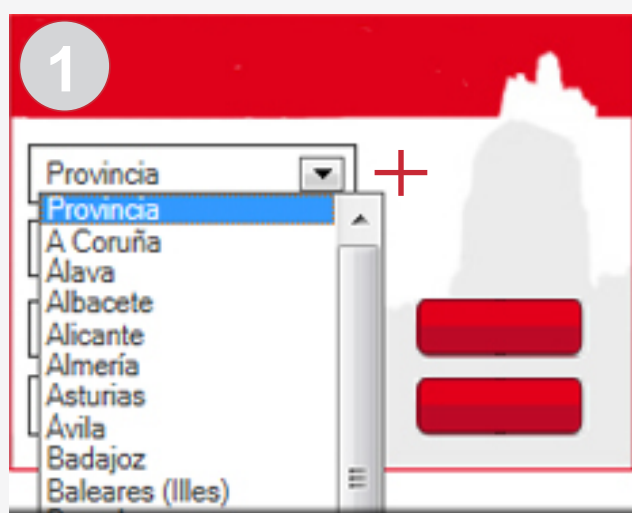 1
Provincia
Provincia
A Coruña
Álava
Albacete
Alicante
Almería
Asturias
Ávila
Badajoz
Baleares (Illes)